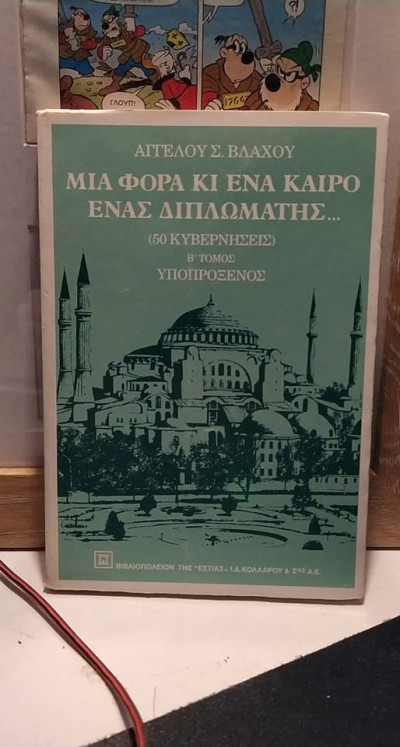 ?
ΓΛΟΥΠ!
176-
ΑΓΓΕΛΟΥ Σ. ΒΛΑΧΟΥ
ΜΙΑ ΦΟΡΑ ΚΙ ΕΝΑ ΚΑΙΡΟ
ΕΝΑΣ ΔΙΠΛΩΜΑΤΗΣ...
(50 ΚΥΒΕΡΝΗΣΕΙΣ)
Β΄ ΤΟΜΟΣ
ΥΠΟΠΡΟΞΕΝΟΣ
ΒΙΒΛΙΟΠΩΛΕΙΟΝ ΤΗΣ "ΕΣΤΙΑΣ" Ι.Δ. ΚΟΛΛΑΡΟΥ & ΣΙΑΣ Α.Ε.